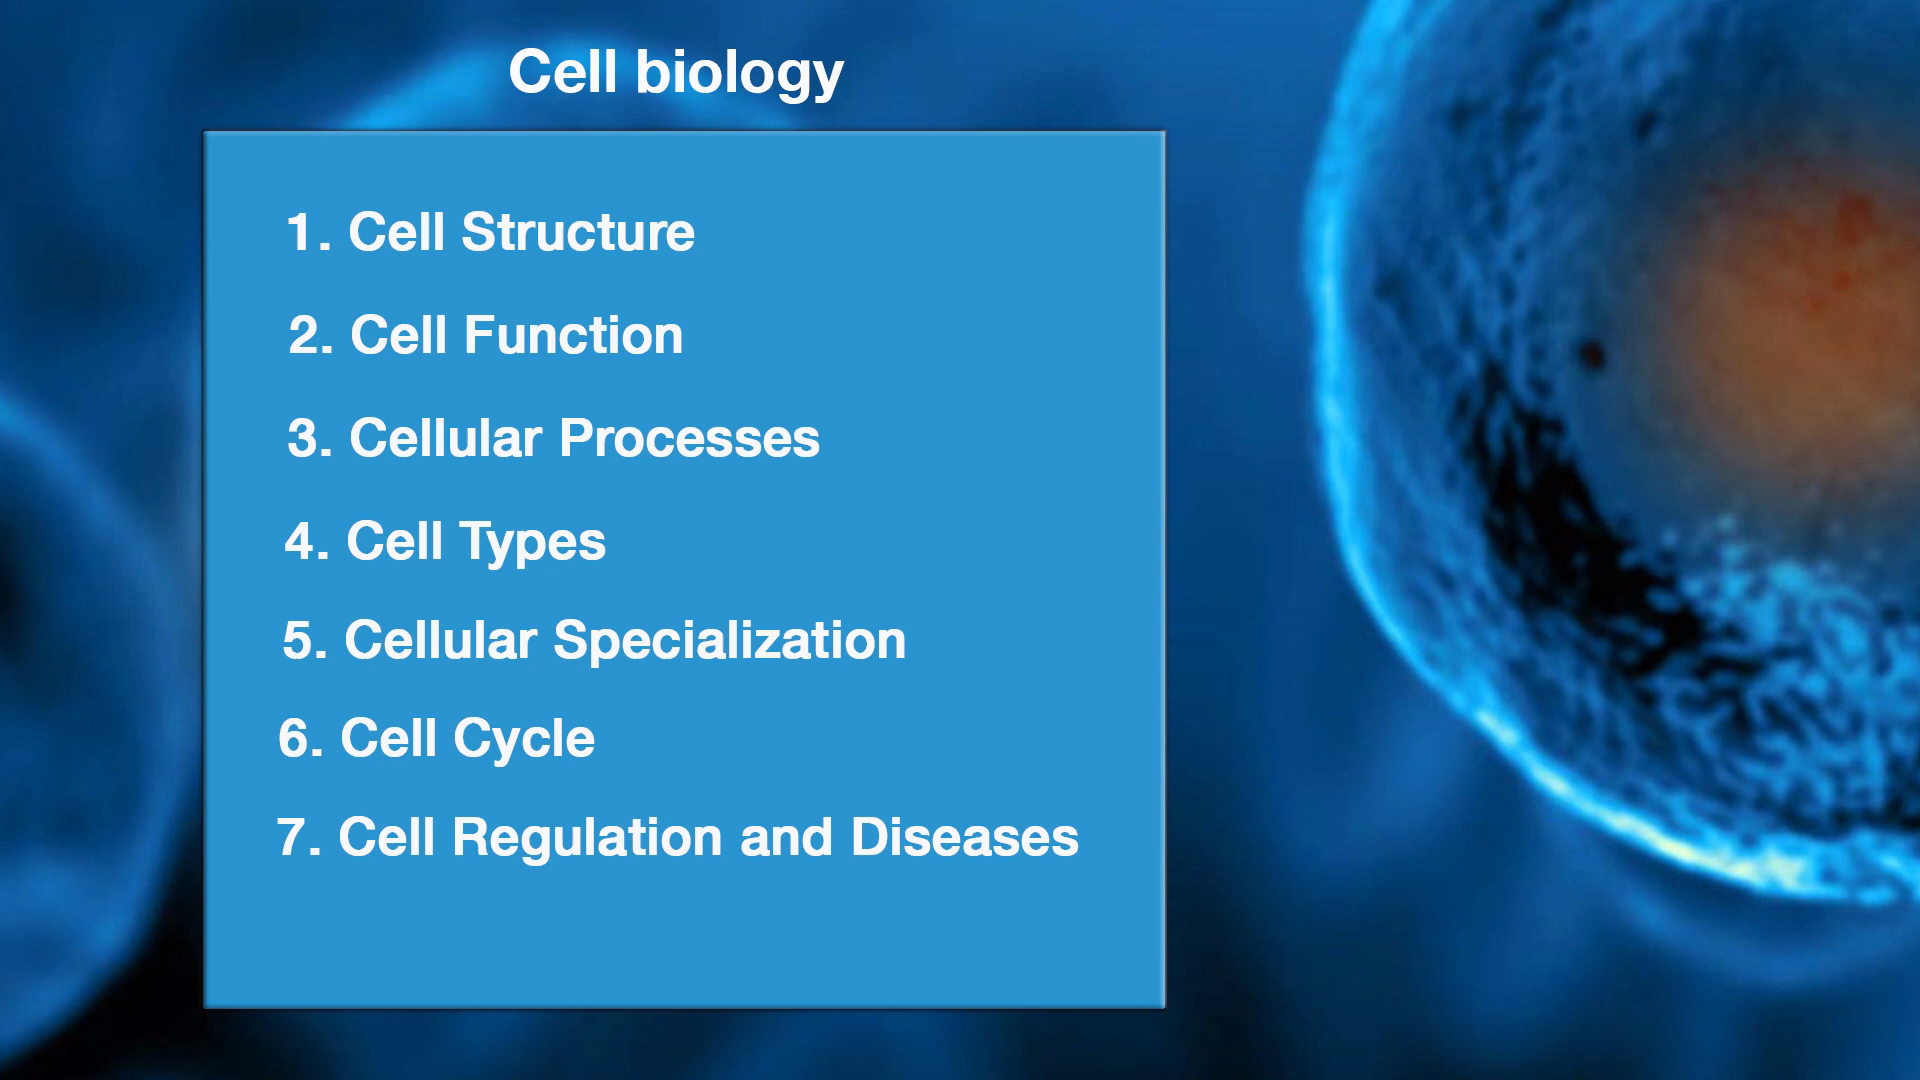 Cell biology
1. Cell Structure
2. Cell Function
3. Cellular Processes
4. Cell Types
5. Cellular Specialization
6. Cell Cycle
7. Cell Regulation and Diseases